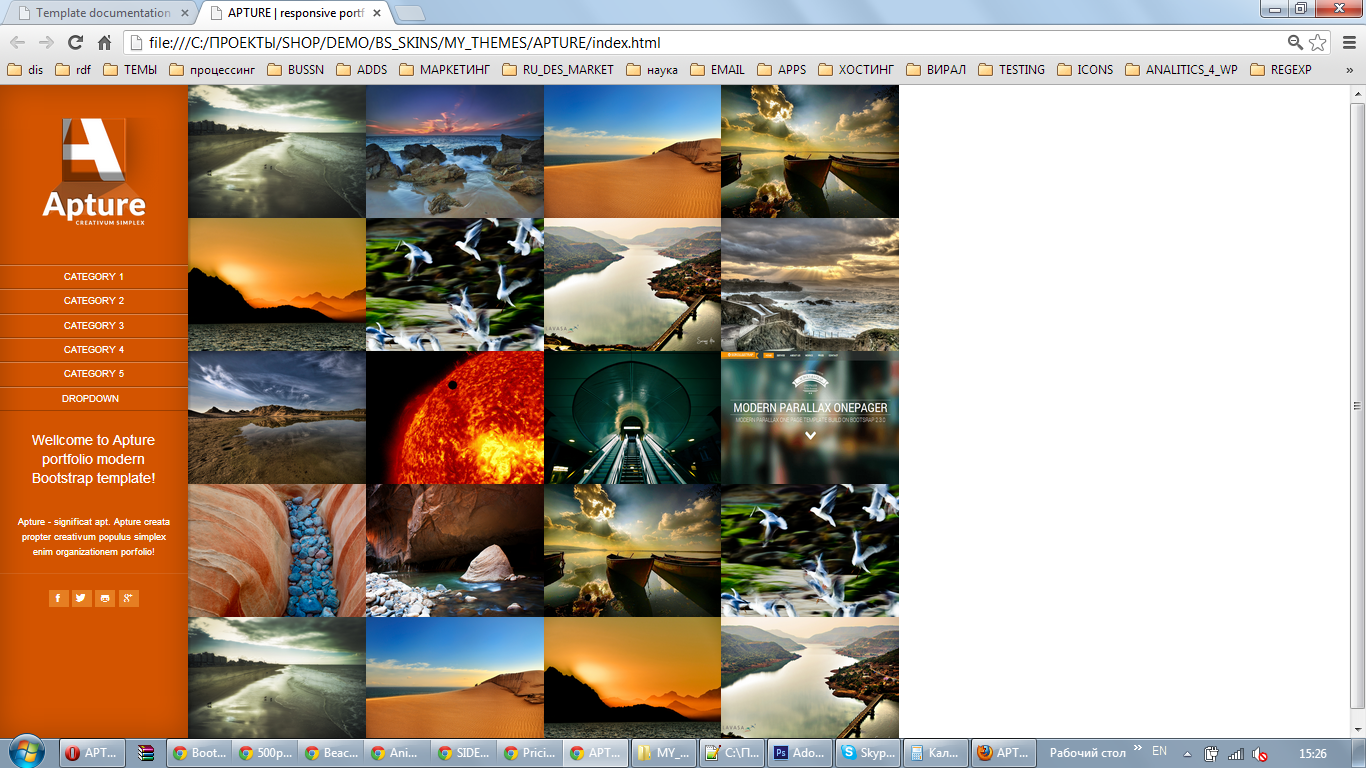 Template documentation
APTURE | responsive portf
file:///C:/ПРОЕКТЫ/SHOP/DEMO/BS_SKINS/MY_THEMES/APTURE/index.html
dis rdf ТЕМЫ процессинг BUSSN ADDS МАРКЕТИНГ RU_DES_MARKET наука EMAIL APPS ХОСТИНГ ВИРАЛ TESTING ICONS ANALITICS_4_WP REGEXP »
Apture
CREATIVUM SIMPLEX
CATEGORY 1
CATEGORY 2
CATEGORY 3
CATEGORY 4
CATEGORY 5
DROPDOWN
Wellcome to Apture
portfolio modern
Bootstrap template!
Apture - significat apt. Apture creata
propter creativum populus simplex
enim organizationem porfolio!
MODERN PARALLAX ONEPAGER
MODERN PARALLAX ONE PAGE TEMPLATE BUILD ON BOOTSRAP 2.3.0
APT... Boot... 500p... Beac... Ani... SIDE... Prici... APT... MY_... C:\П... Ado... Skyp... Кал... APT... Рабочий стол » EN 15:26